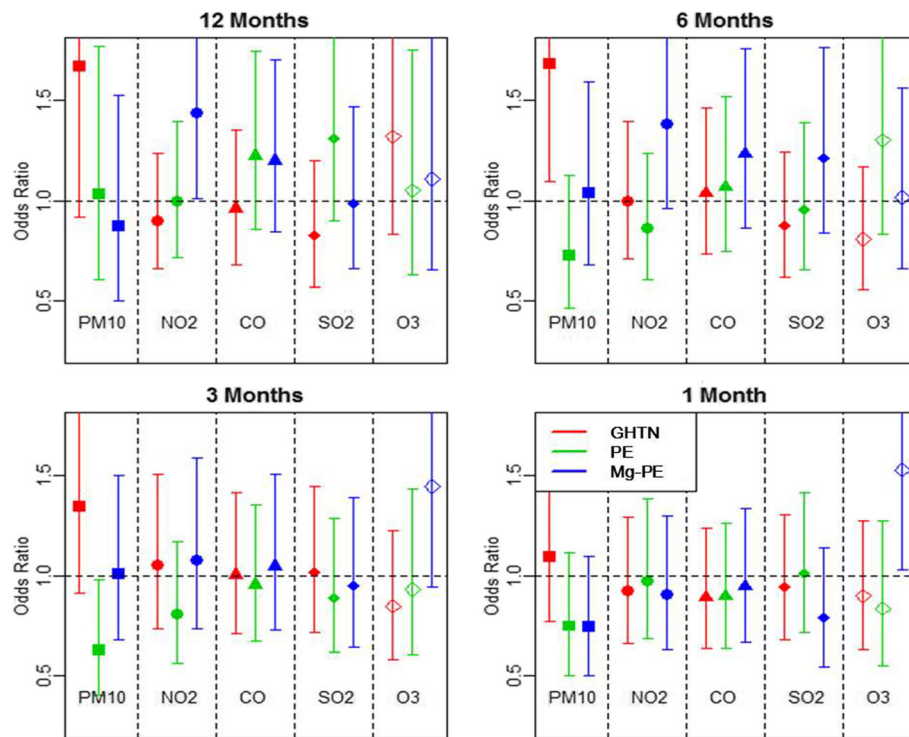 12 Months
Odds Ratio
1.5
1.0
0.5
PM10 NO2 CO SO2 O3
6 Months
Odds Ratio
1.5
1.0
0.5
PM10 NO2 CO SO2 O3
3 Months
Odds Ratio
1.5
1.0
0.5
PM10 NO2 CO SO2 O3
1 Month
GHTN
PE
Mg-PE
Odds Ratio
1.5
1.0
0.5
PM10 NO2 CO SO2 O3